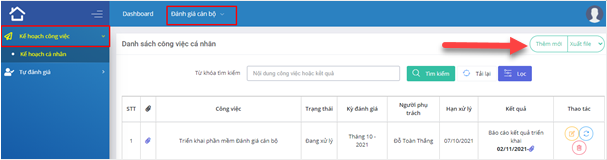 Dashboard
Đánh giá cán bộ
Kế hoạch công việc
Kế hoạch cá nhân
Tự đánh giá
Danh sách công việc cá nhân
Thêm mới
Xuất file
Từ khóa tìm kiếm
Nội dung công việc hoặc kết quả
Tìm kiếm
Tải lại
Lọc
STT
Công việc
Trạng thái
Kỳ đánh giá
Người phụ
trách
Hạn xử lý
Kết quả
Thao tác
1
Triển khai phần mềm Đánh giá cán bộ.
Đang xử lý
Tháng 10 -
2021
Đỗ Toàn Thắng
07/10/2021
Báo cáo kết quả triển
khai
02/11/2021